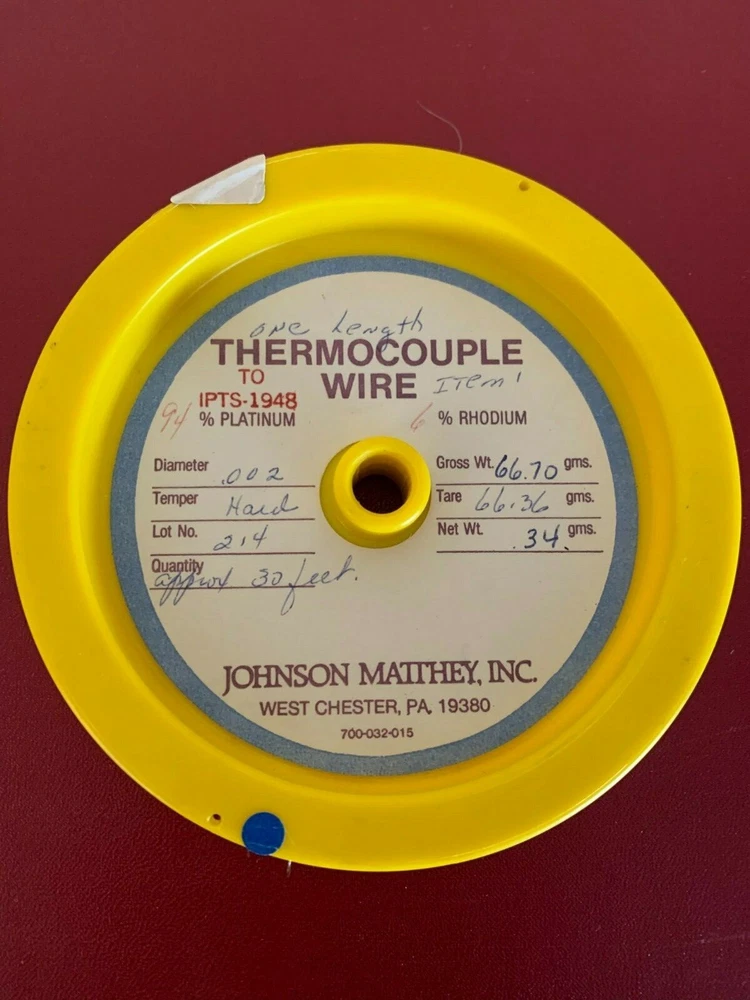 one Length
THERMOCOUPLE
TO WIRE Item 1
IPTS-1948
94 % PLATINUM 6 % RHODIUM
Diameter .002 Gross Wt. 66.70 gms.
Temper Hard Tare 66.36 gms.
Lot No. 214 Net Wt. .34 gms.
Quantity approx 30 feet.
JOHNSON MATTHEY, INC.
WEST CHESTER, PA. 19380
700-032-015